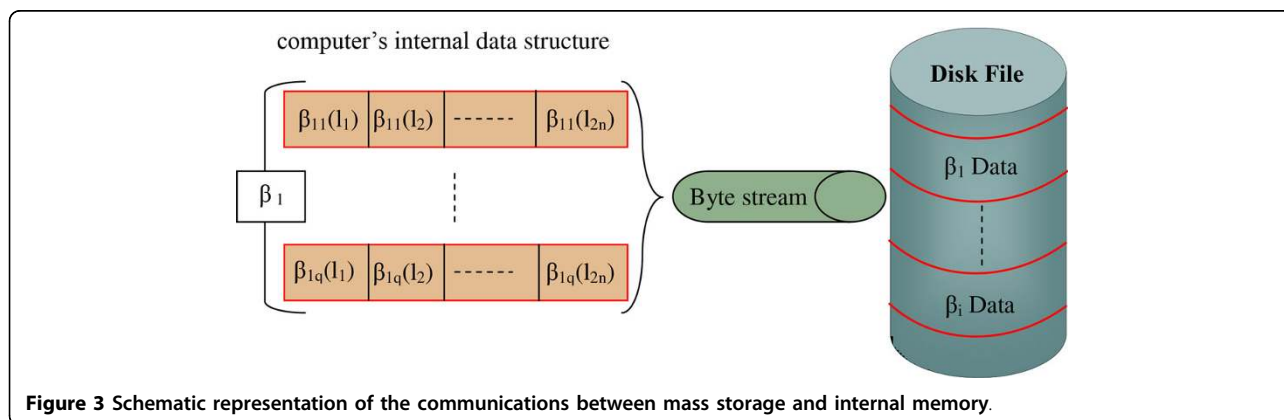 computer's internal data structure
β₁₁(l₁) β₁₁(l₂) β₁₁(l₂ₙ)
β₁
β₁q(l₁) β₁q(l₂) β₁q(l₂ₙ)
Byte stream
Disk File
β₁ Data
βᵢ Data
Figure 3 Schematic representation of the communications between mass storage and internal memory.